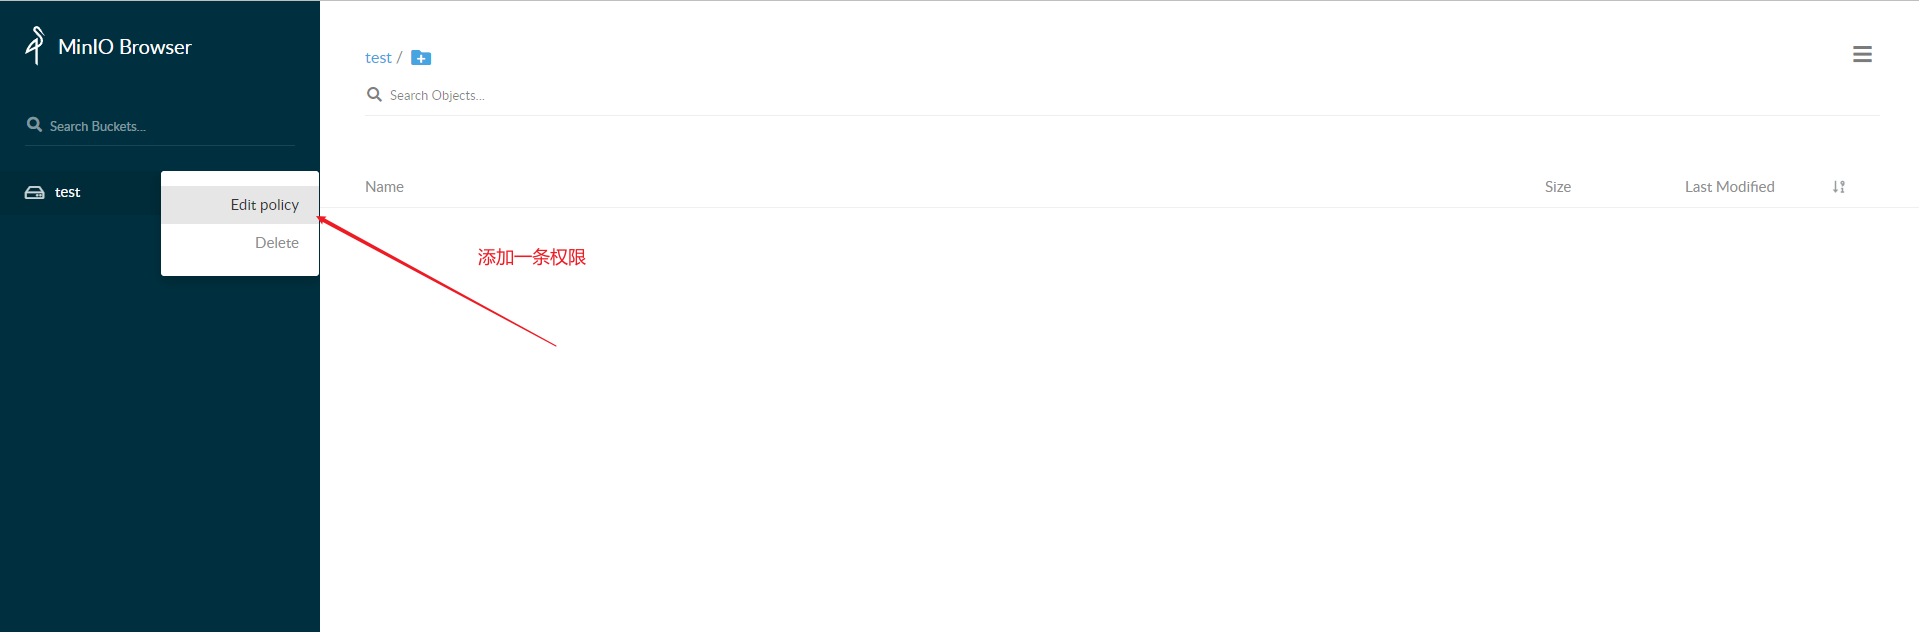 MinIO Browser
Search Buckets...
test
Edit policy
Delete
test /
Search Objects...
Name Size Last Modified
添加一条权限